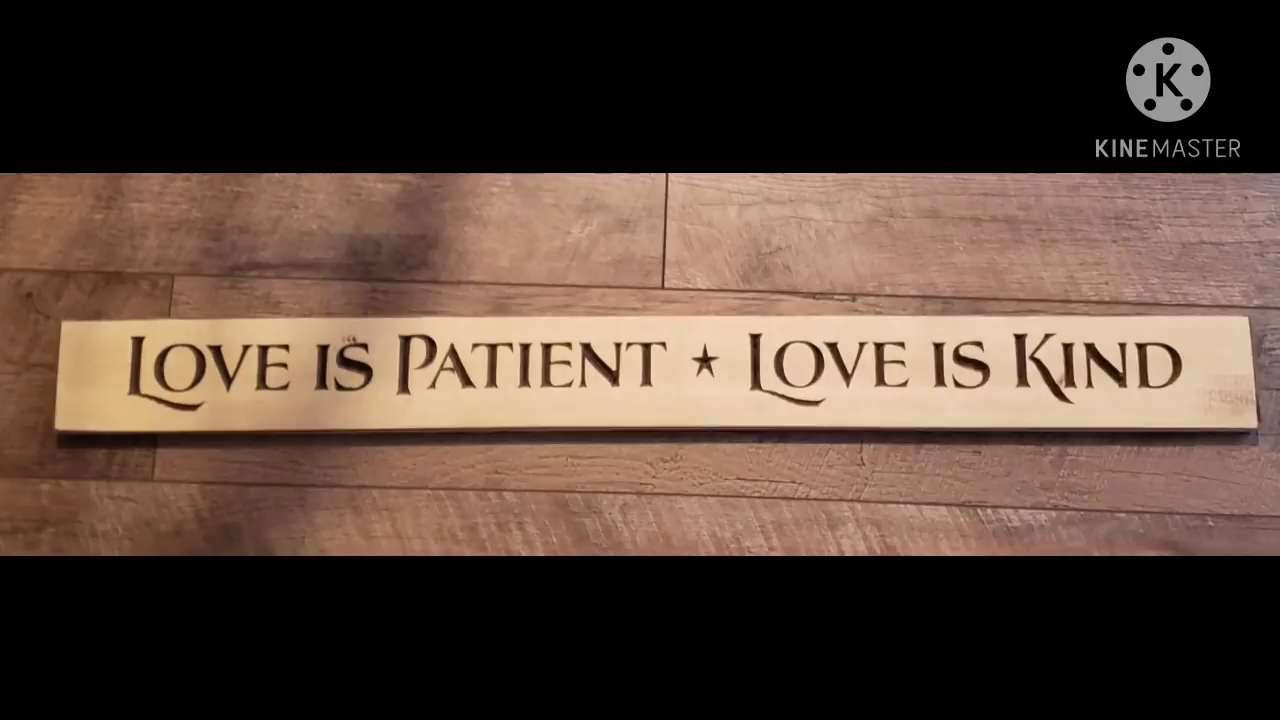 K
KINEMASTER
LOVE IS PATIENT ★ LOVE IS KIND